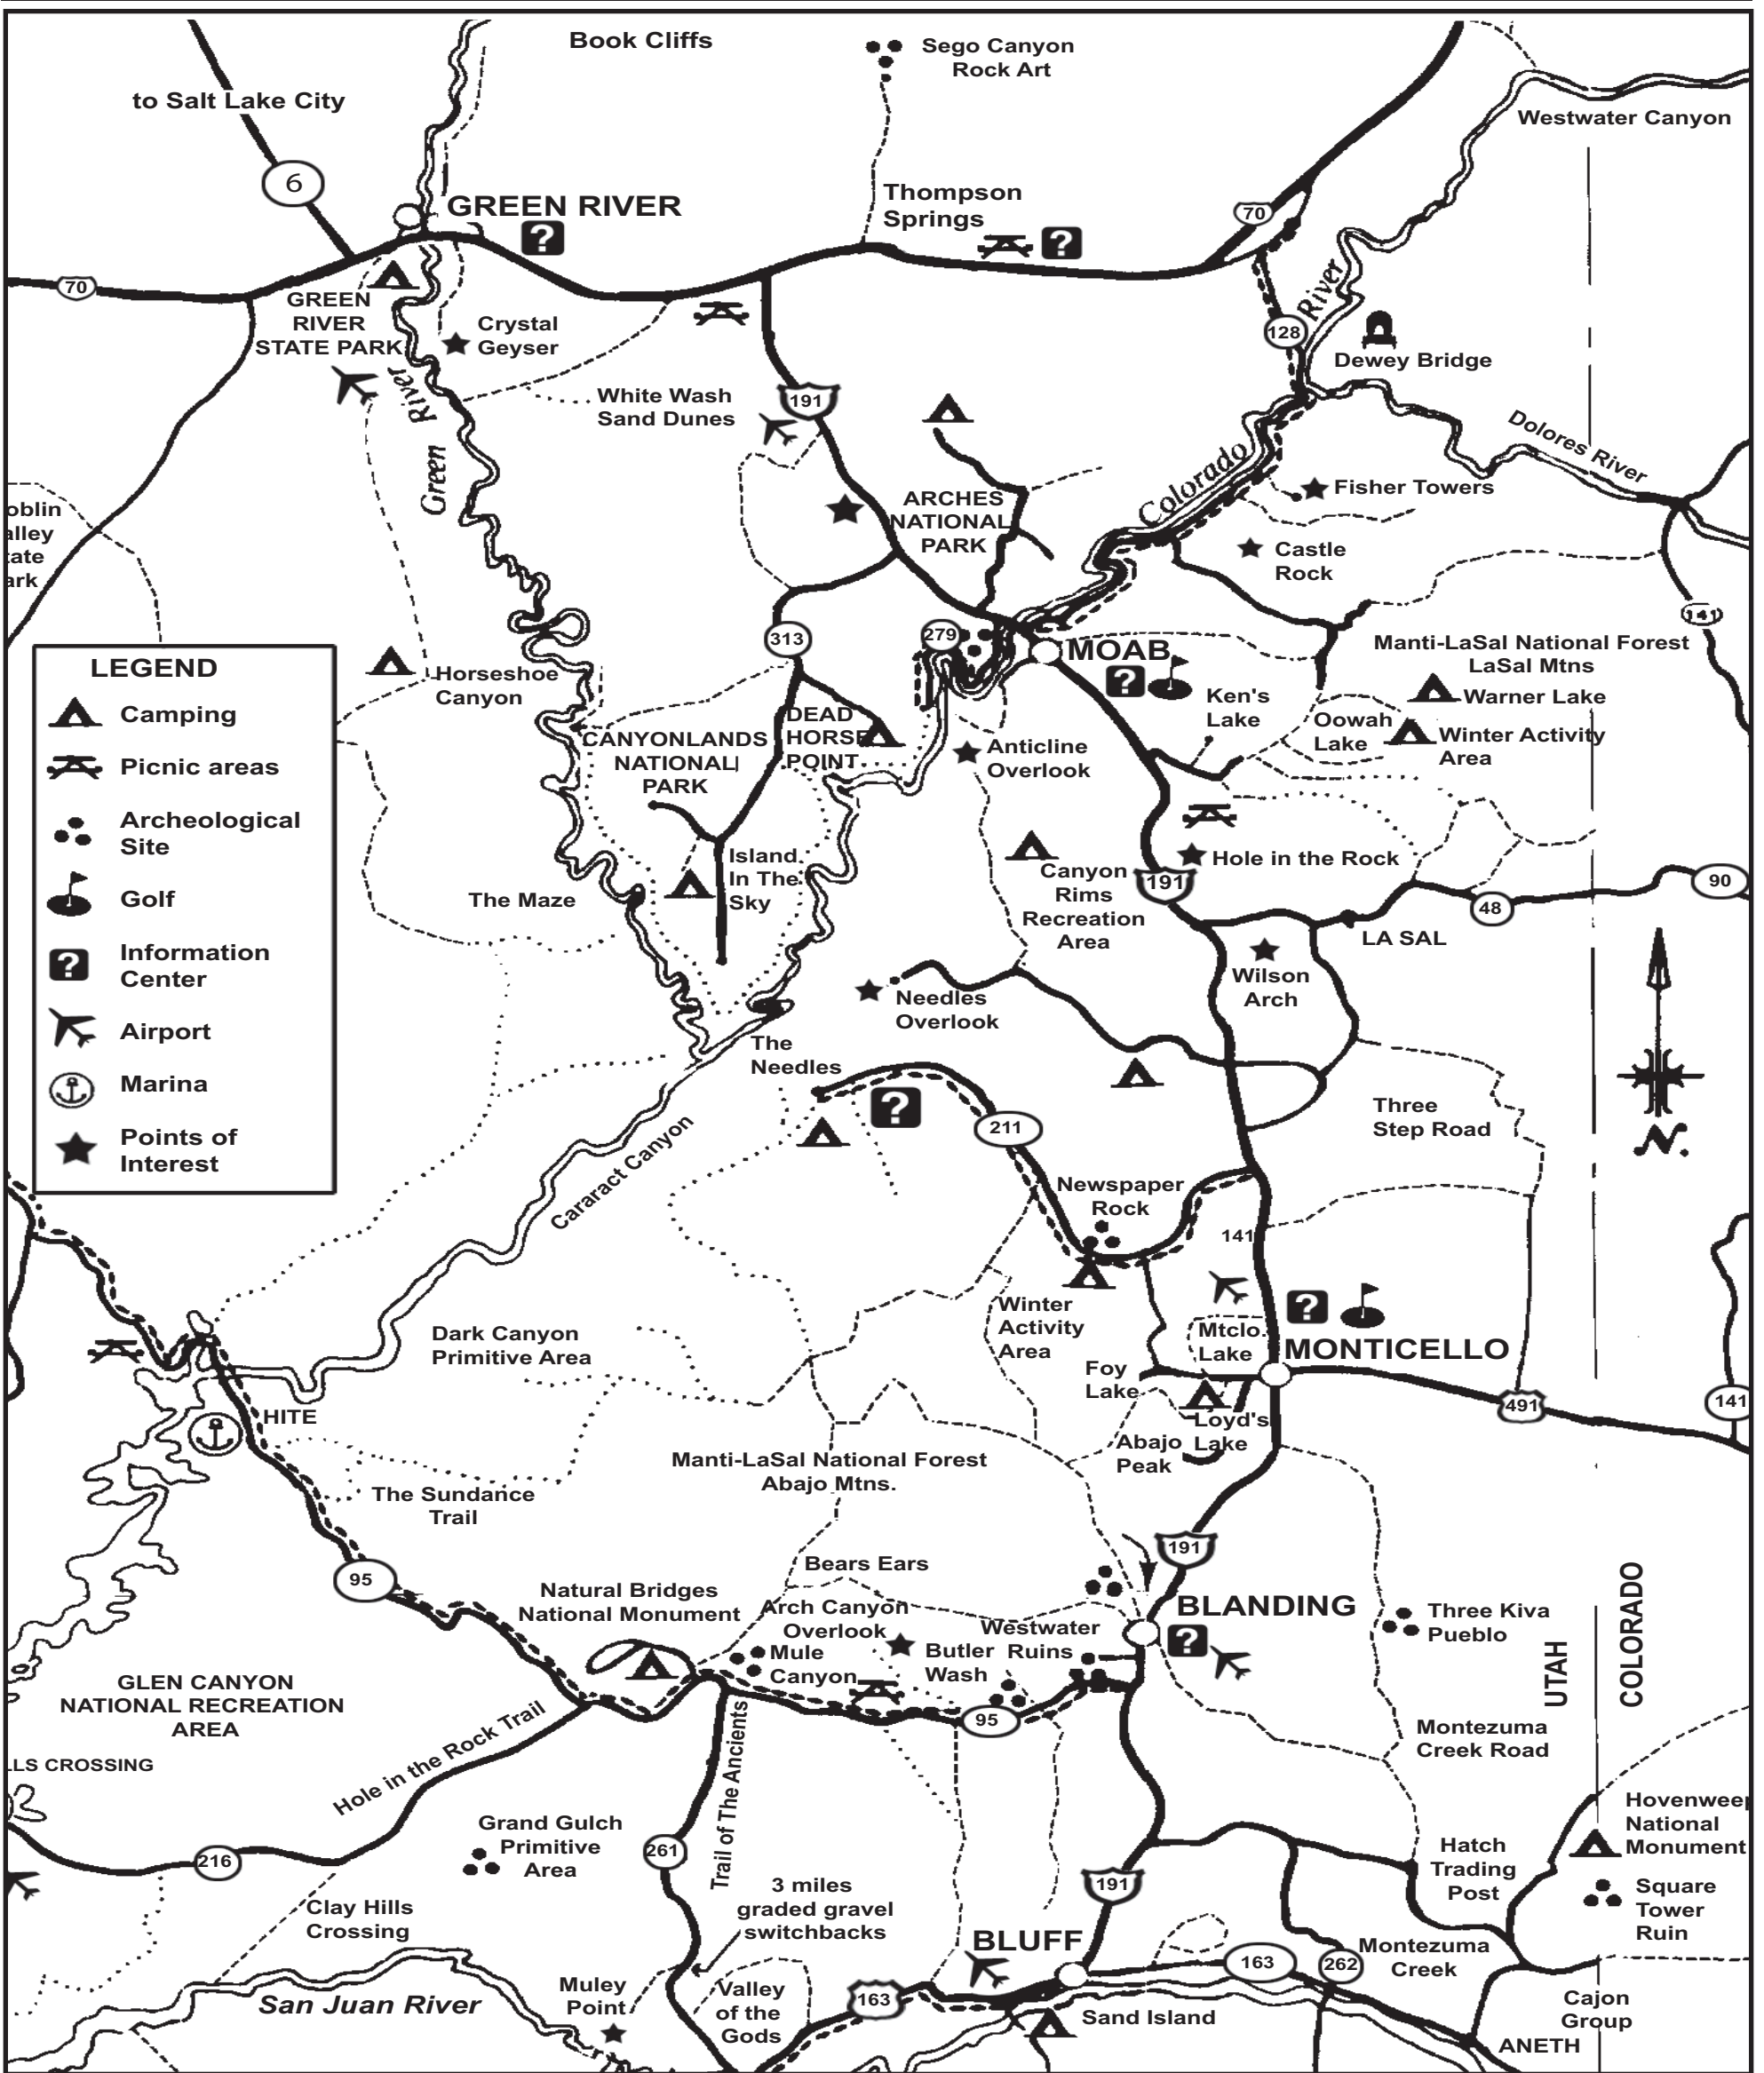 Book Cliffs
Sego Canyon
Rock Art
to Salt Lake City
Westwater Canyon
6
GREEN RIVER
?
Thompson
Springs
?
70
70
GREEN
RIVER
STATE PARK
Crystal
Geyser
River
128
Dewey Bridge
Green River
White Wash
Sand Dunes
191
Dolores River
Colorado
Fisher Towers
ARCHES
NATIONAL
PARK
Castle
Rock
oblin
alley
tate
ark
141
313
279
MOAB
?
Manti-LaSal National Forest
LaSal Mtns
Warner Lake
Horseshoe
Canyon
Ken's
Lake
Oowah
Lake
Winter Activity
Area
DEAD
HORSE
POINT
CANYONLANDS
NATIONAL
PARK
Anticline
Overlook
LEGEND
Camping
Picnic areas
Archeological
Site
Golf
?
Information
Center
Airport
Marina
Points of
Interest
Hole in the Rock
Island
In The
Sky
The Maze
Canyon
Rims
Recreation
Area
191
90
48
LA SAL
Wilson
Arch
Needles
Overlook
The
Needles
?
211
Three
Step Road
N.
Cararact Canyon
Newspaper
Rock
141
?
Winter
Activity
Area
Mtclo.
Lake
MONTICELLO
Dark Canyon
Primitive Area
Foy
Lake
491
141
HITE
Loyd's
Lake
Abajo
Peak
Manti-LaSal National Forest
Abajo Mtns.
The Sundance
Trail
191
95
Bears Ears
Natural Bridges
National Monument
Arch Canyon
Overlook
BLANDING
?
Three Kiva
Pueblo
UTAH
COLORADO
Mule
Canyon
Butler
Wash
Westwater
Ruins
95
GLEN CANYON
NATIONAL RECREATION
AREA
Montezuma
Creek Road
LLS CROSSING
Hole in the Rock Trail
Trail of The Ancients
Hovenweep
National
Monument
Grand Gulch
Primitive
Area
261
216
Hatch
Trading
Post
191
3 miles
graded gravel
switchbacks
Square
Tower
Ruin
Clay Hills
Crossing
BLUFF
163
262
Montezuma
Creek
Muley
Point
Valley
of the
Gods
163
San Juan River
Sand Island
Cajon
Group
ANETH